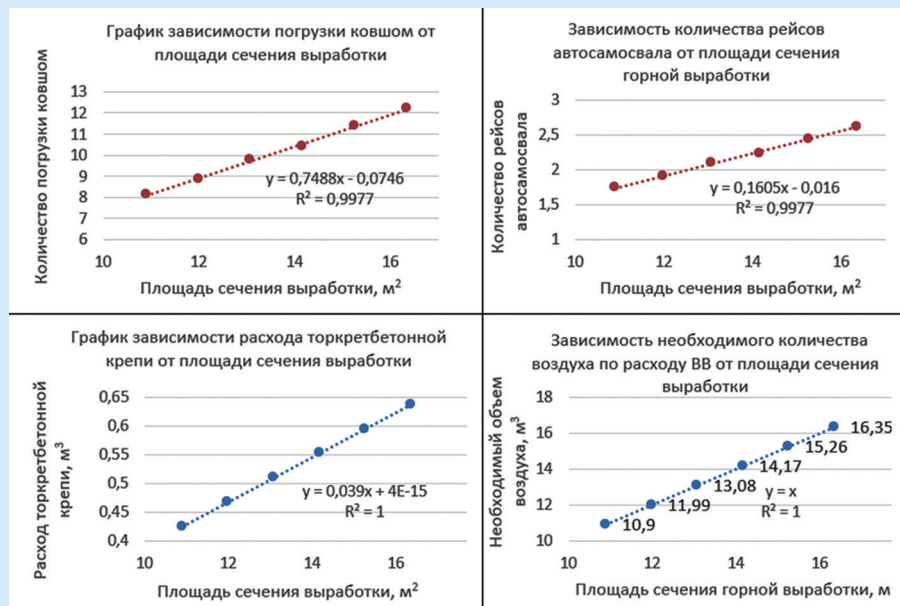 График зависимости погрузки ковшом от
площади сечения выработки
Количество погрузки ковшом
13
12
11
10
9
8
7
6
y = 0,7488x - 0,0746
R² = 0,9977
10 12 14 16
Площадь сечения выработки, м²
Зависимость количества рейсов
автосамосвала от площади сечения
горной выработки
Количество рейсов
автосамосвала
3
2,5
2
1,5
1
y = 0,1605x - 0,016
R² = 0,9977
10 12 14 16
Площадь сечения выработки, м²
График зависимости расхода торкретбетонной
крепи от площади сечения выработки
Расход торкретбетонной
крепи, м³
0,65
0,6
0,55
0,5
0,45
0,4
y = 0,039x + 4E-15
R² = 1
10 12 14 16
Площадь сечения выработки, м²
Зависимость необходимого количества
воздуха по расходу ВВ от площади сечения
выработки
Необходимый объем
воздуха, м³
18
16
14
12
10
16,35
15,26
14,17
13,08
11,99
10,9
y = x
R² = 1
10 12 14 16
Площадь сечения горной выработки, м